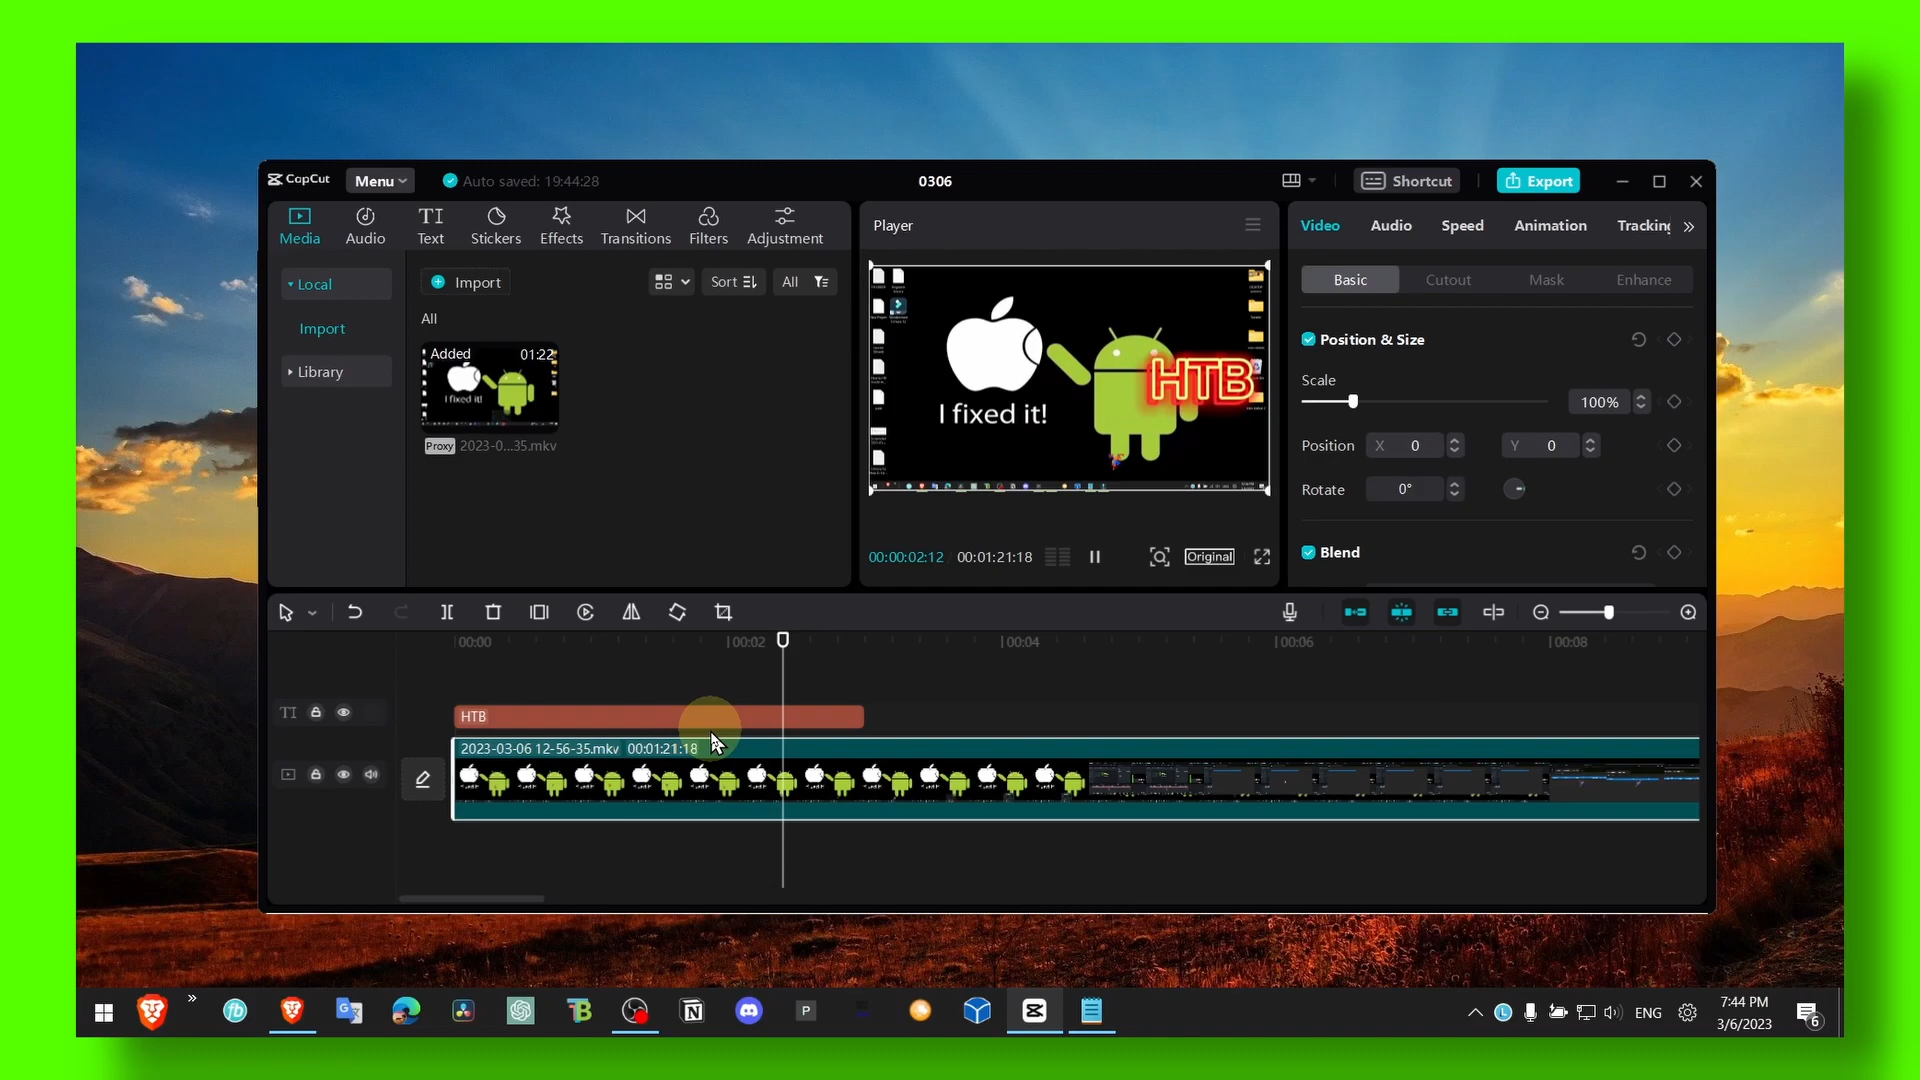 CapCut
Menu
Auto saved: 19:44:28
0306
Shortcut
Export
Media
Audio
Text
Stickers
Effects
Transitions
Filters
Adjustment
Local
Import
Library
Import
Sort
All
All
Added
01:22
I fixed it!
Proxy
2023-0...35.mkv
Player
I fixed it!
HTB
00:00:02:12
00:01:21:18
Original
Video
Audio
Speed
Animation
Tracking
Basic
Cutout
Mask
Enhance
Position & Size
Scale
100%
Position
X 0
Y 0
Rotate
0°
Blend
00:00
00:02
00:04
00:06
00:08
TI
HTB
2023-03-06 12-56-35.mkv 00:01:21:18
ENG
7:44 PM
3/6/2023
6